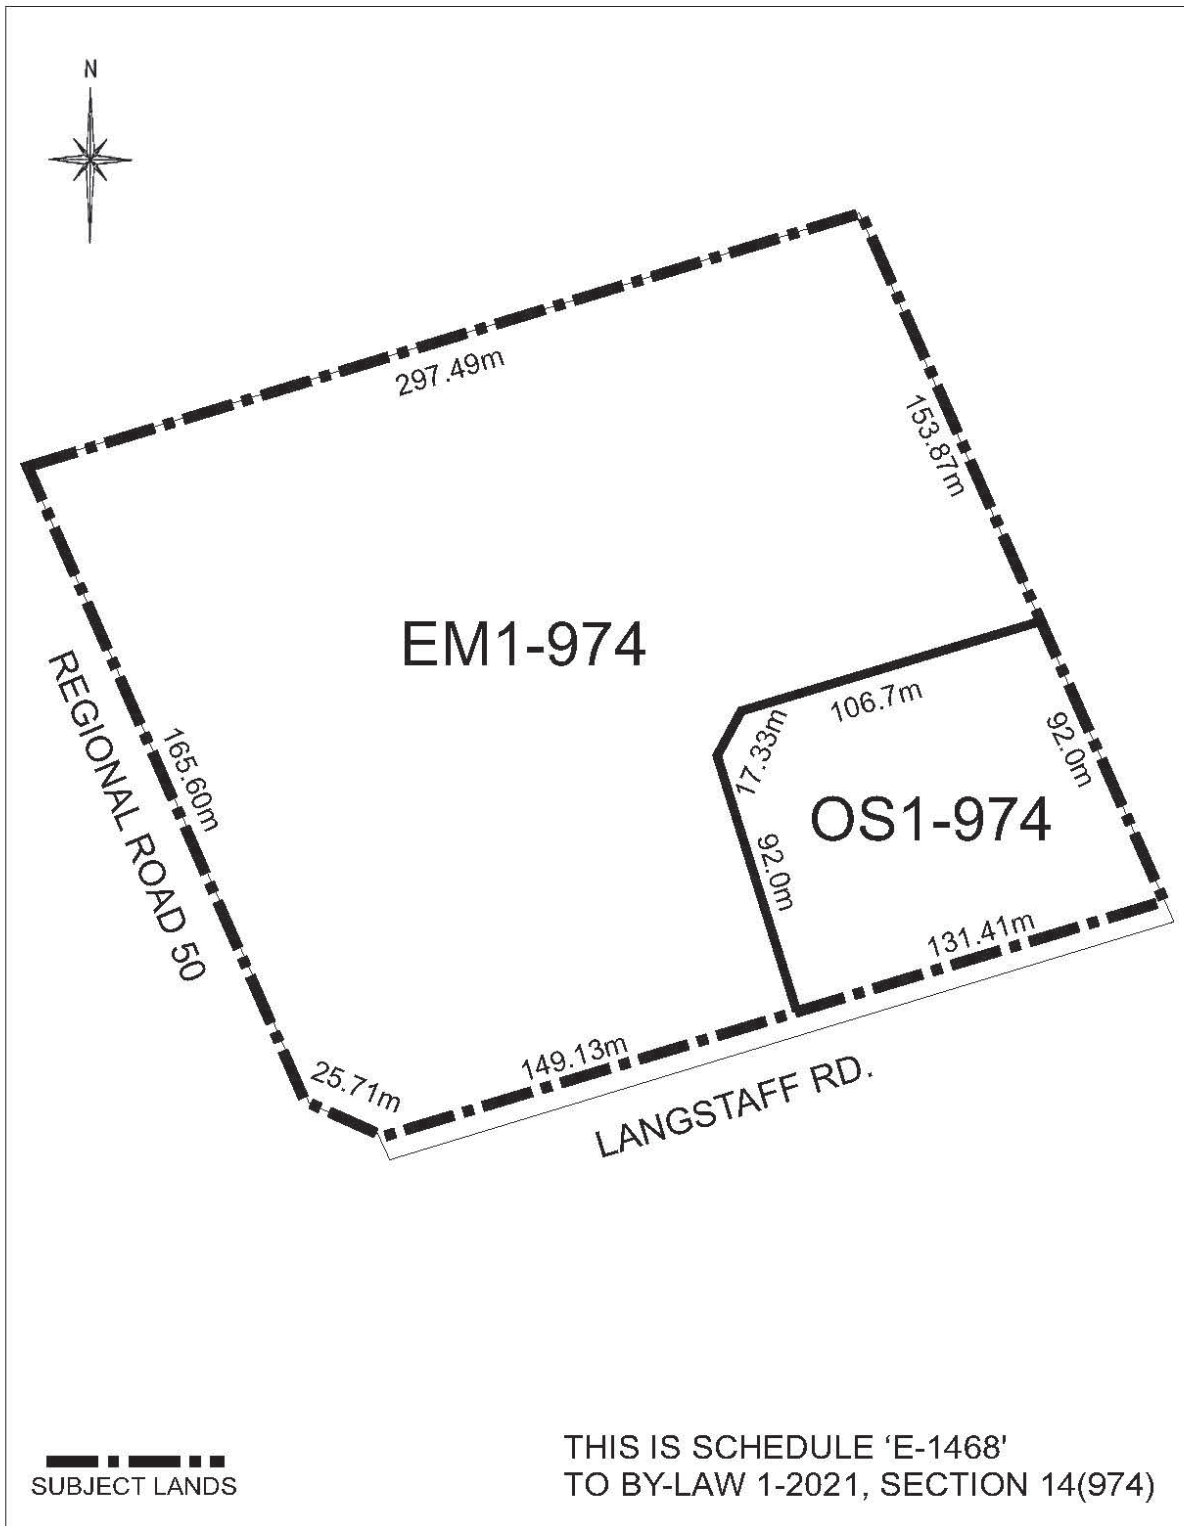 N
297.49m
153.87m
EM1-974
106.7m
17.33m
92.0m
REGIONAL ROAD 50
165.60m
OS1-974
92.0m
131.41m
149.13m
25.71m
LANGSTAFF RD.
SUBJECT LANDS
THIS IS SCHEDULE ‘E-1468'
TO BY-LAW 1-2021, SECTION 14(974)